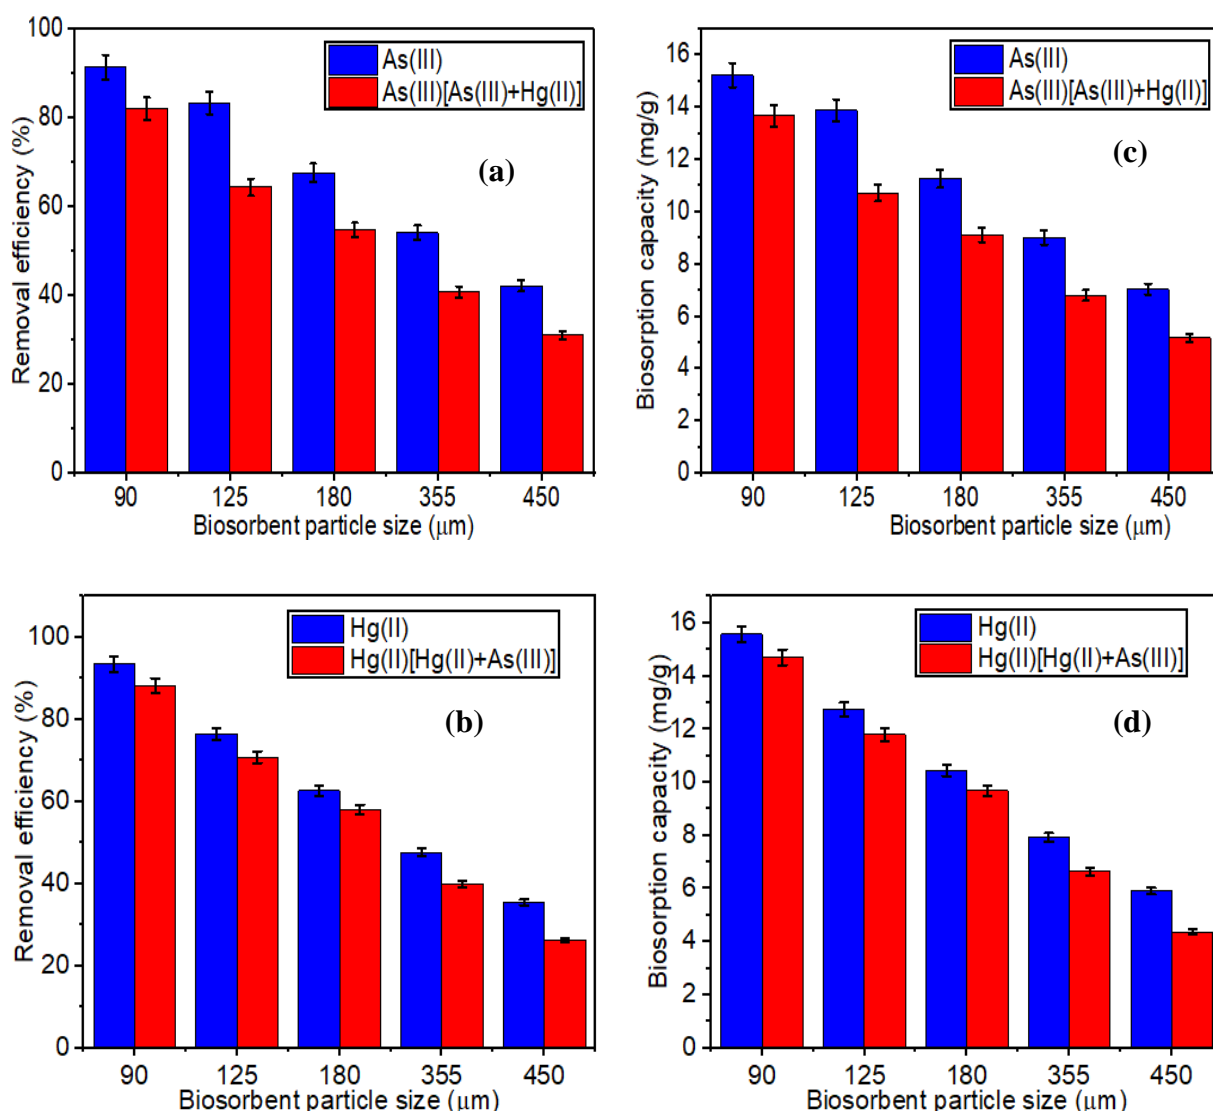 Removal efficiency (%)
100
80
60
40
20
0
As(III)
As(III)[As(III)+Hg(II)]
(a)
90 125 180 355 450
Biosorbent particle size (μm)
Biosorption capacity (mg/g)
16
14
12
10
8
6
4
2
0
As(III)
As(III)[As(III)+Hg(II)]
(c)
90 125 180 355 450
Biosorbent particle size (μm)
Removal efficiency (%)
100
80
60
40
20
0
Hg(II)
Hg(II)[Hg(II)+As(III)]
(b)
90 125 180 355 450
Biosorbent particle size (μm)
Biosorption capacity (mg/g)
16
14
12
10
8
6
4
2
0
Hg(II)
Hg(II)[Hg(II)+As(III)]
(d)
90 125 180 355 450
Biosorbent particle size (μm)